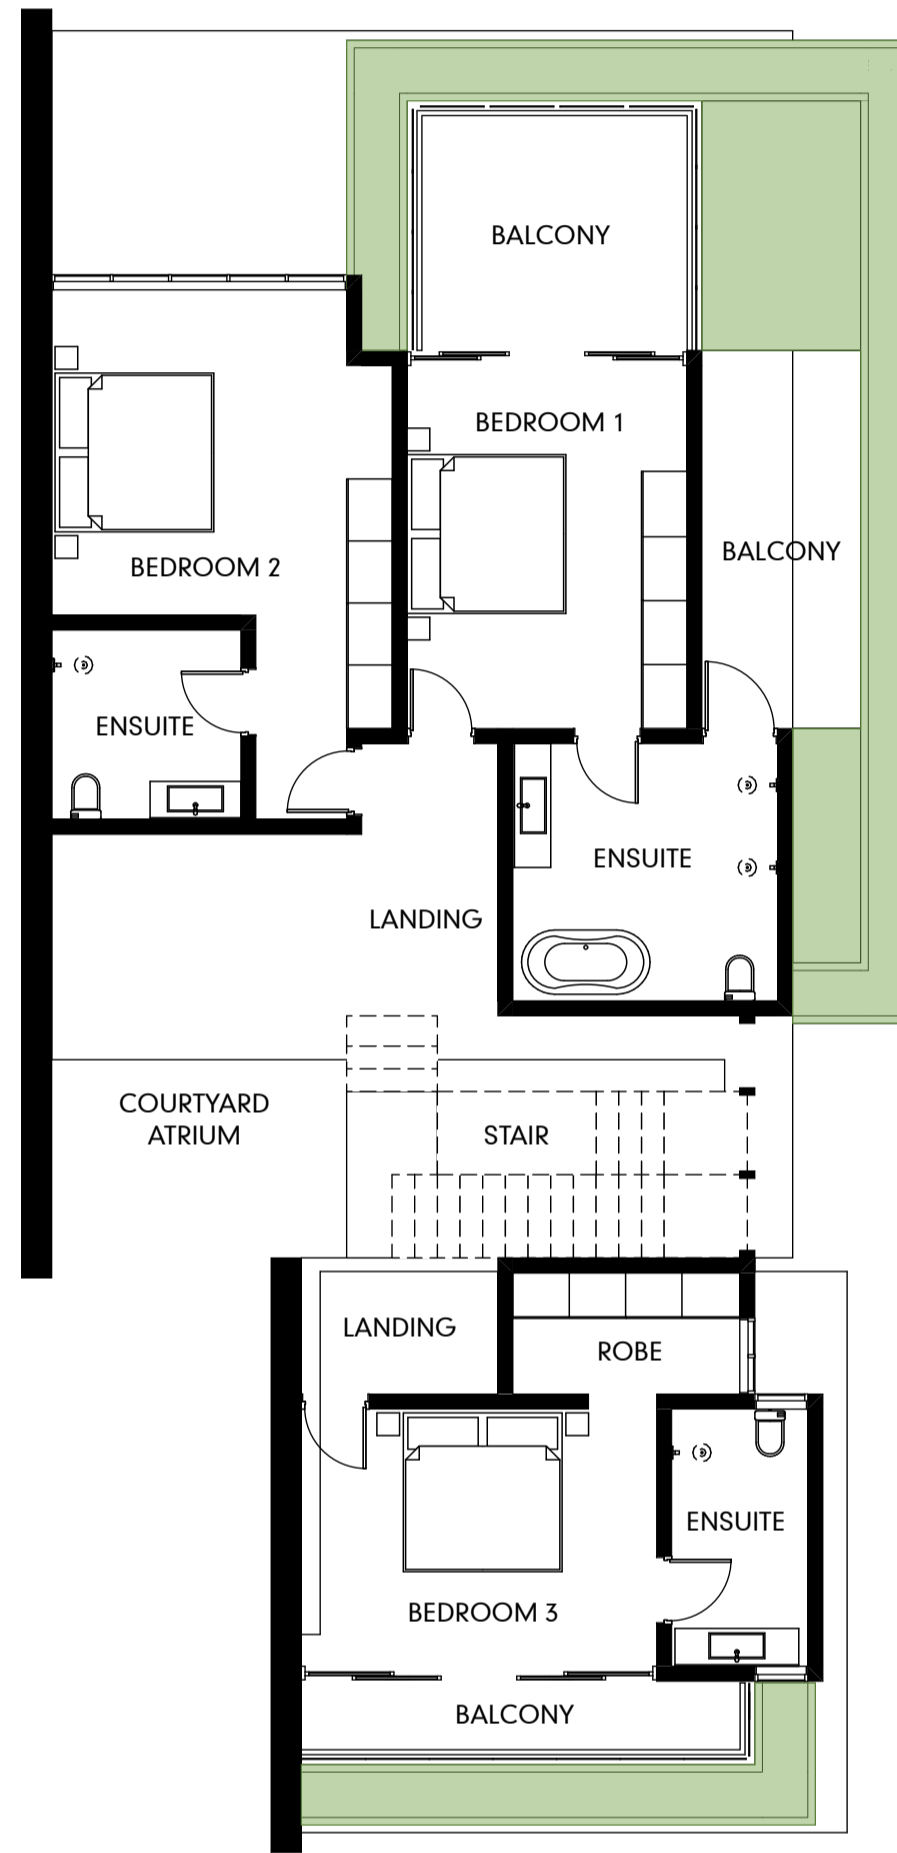 BALCONY
BEDROOM 1
BALCONY
BEDROOM 2
ENSUITE
ENSUITE
LANDING
COURTYARD
ATRIUM
STAIR
LANDING
ROBE
ENSUITE
BEDROOM 3
BALCONY